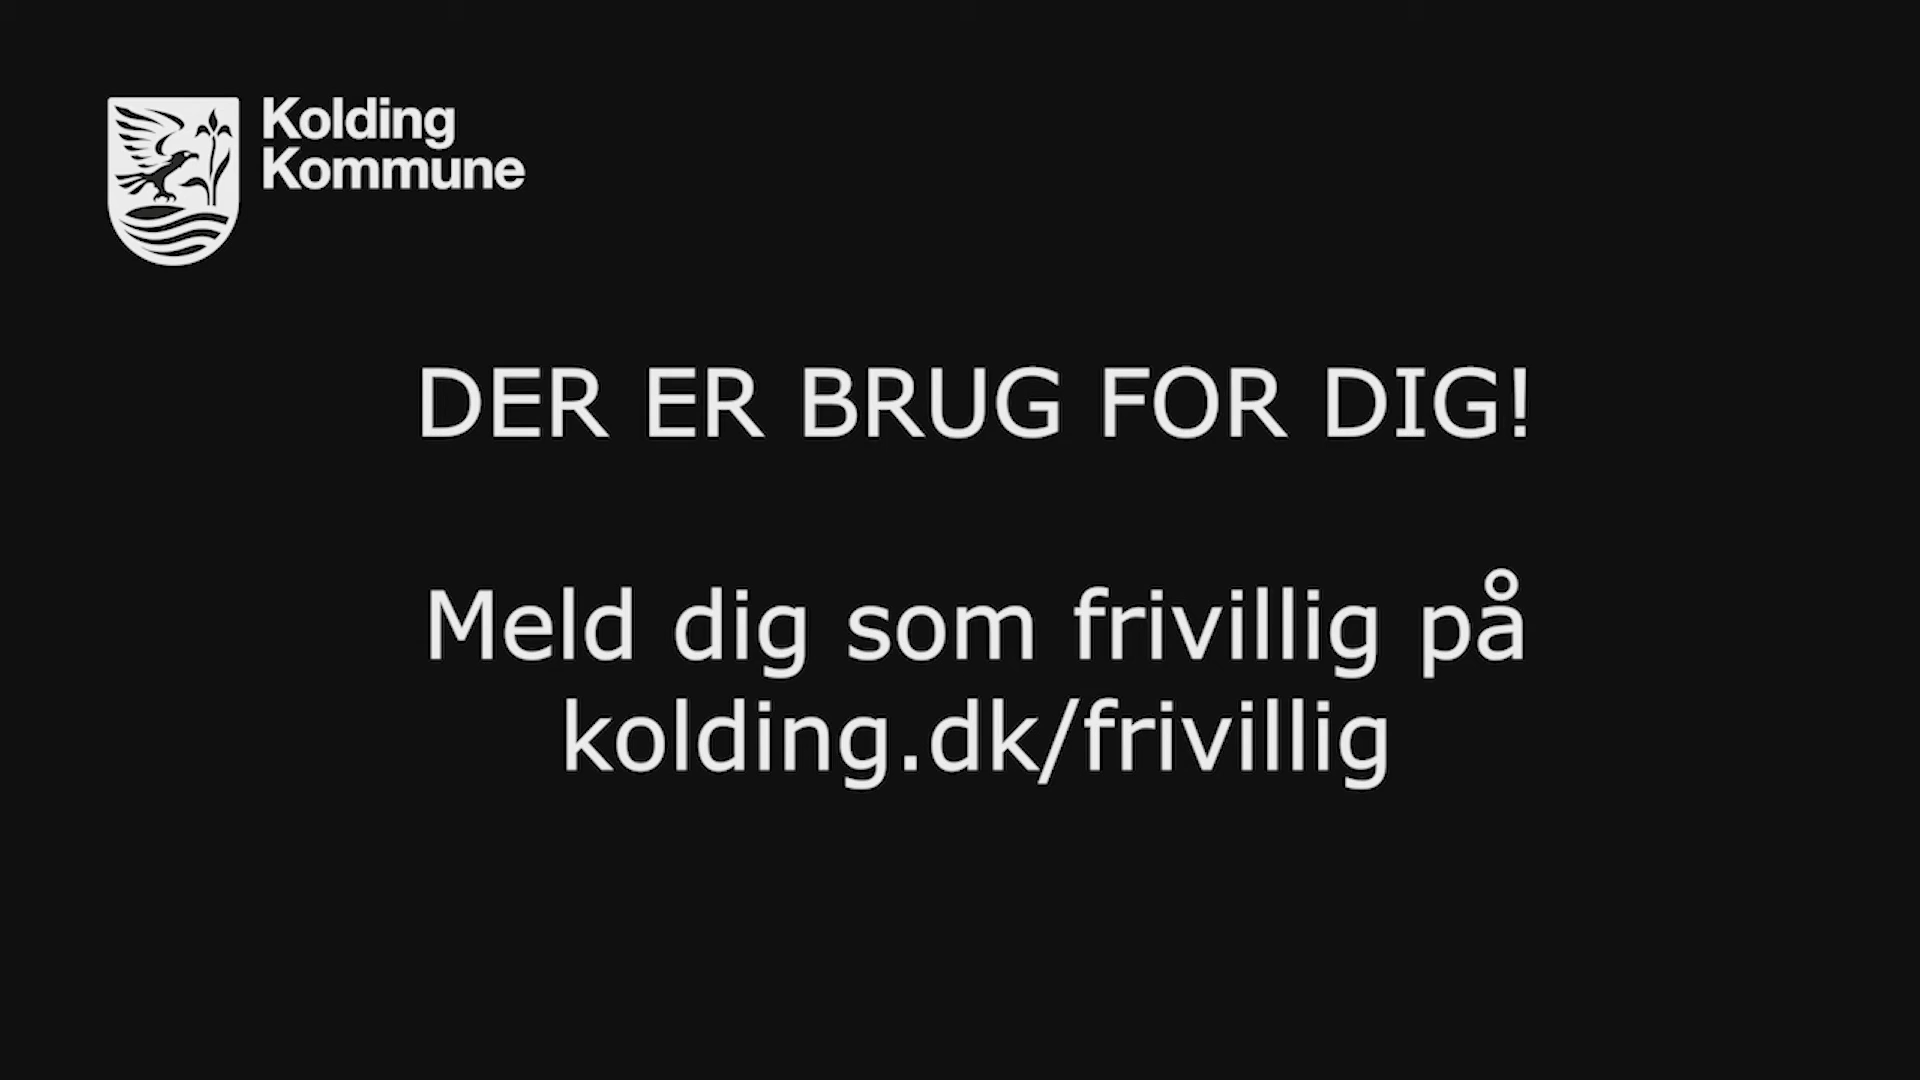 Kolding
Kommune
DER ER BRUG FOR DIG!
Meld dig som frivillig på
kolding.dk/frivillig